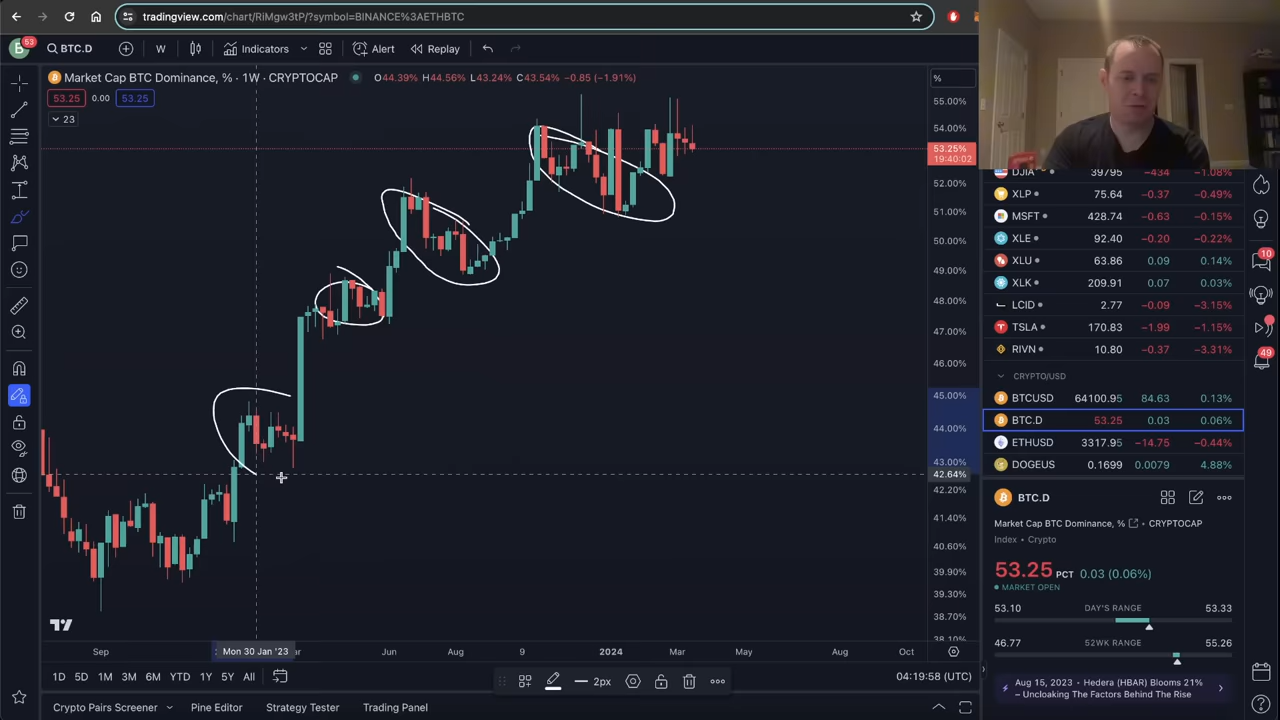 tradingview.com/chart/RiMgw3tP/?symbol=BINANCE%3AETHBTC
53 BTC.D W Indicators Alert Replay
Market Cap BTC Dominance, % · 1W · CRYPTOCAP O44.39% H44.56% L43.24% C43.54% −0.85 (−1.91%)
53.25 0.00 53.25
23
%
55.00%
54.00%
53.25%
19:40:02
52.00%
51.00%
50.00%
49.00%
48.00%
47.00%
46.00%
45.00%
44.00%
43.00%
42.64%
42.20%
41.40%
40.60%
39.90%
39.30%
38.70%
38.10%
Sep Mon 30 Jan '23 Jun Aug 9 2024 Mar May Aug Oct
1D 5D 1M 3M 6M YTD 1Y 5Y All 2px 04:19:58
Crypto Pairs Screener Pine Editor Strategy Tester Trading Panel
DJIA 39795 −434 −1.08%
XLP 75.64 −0.37 −0.49%
MSFT 428.74 −0.63 −0.15%
XLE 92.40 −0.20 −0.22%
XLU 63.86 0.09 0.14%
XLK 209.91 0.07 0.03%
LCID 2.77 −0.09 −3.15%
TSLA 170.83 −1.99 −1.15%
RIVN 10.80 −0.37 −3.31%
CRYPTO/USD
BTCUSD 64100.95 84.63 0.13%
BTC.D 53.25 0.03 0.06%
ETHUSD 3317.95 −14.75 −0.44%
DOGEUS 0.1699 0.0079 4.88%
BTC.D
Market Cap BTC Dominance, % · CRYPTOCAP
Index · Crypto
53.25 PCT 0.03 (0.06%)
MARKET OPEN
53.10 DAY'S RANGE 53.33
46.77 52WK RANGE 55.26
Aug 15, 2023 · Hedera (HBAR) Blooms 21%
– Uncloaking The Factors Behind The Rise
10
49